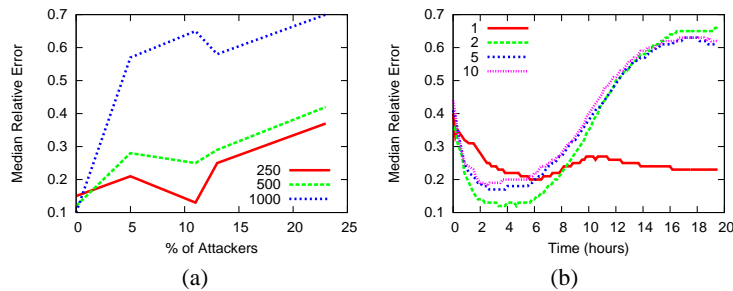 Median Relative Error
0.7
0.6
0.5
0.4
0.3
0.2
0.1
0 5 10 15 20 25
% of Attackers
250
500
1000
(a)
Median Relative Error
0.7
0.6
0.5
0.4
0.3
0.2
0.1
0 2 4 6 8 10 12 14 16 18 20
Time (hours)
1
2
5
10
(b)